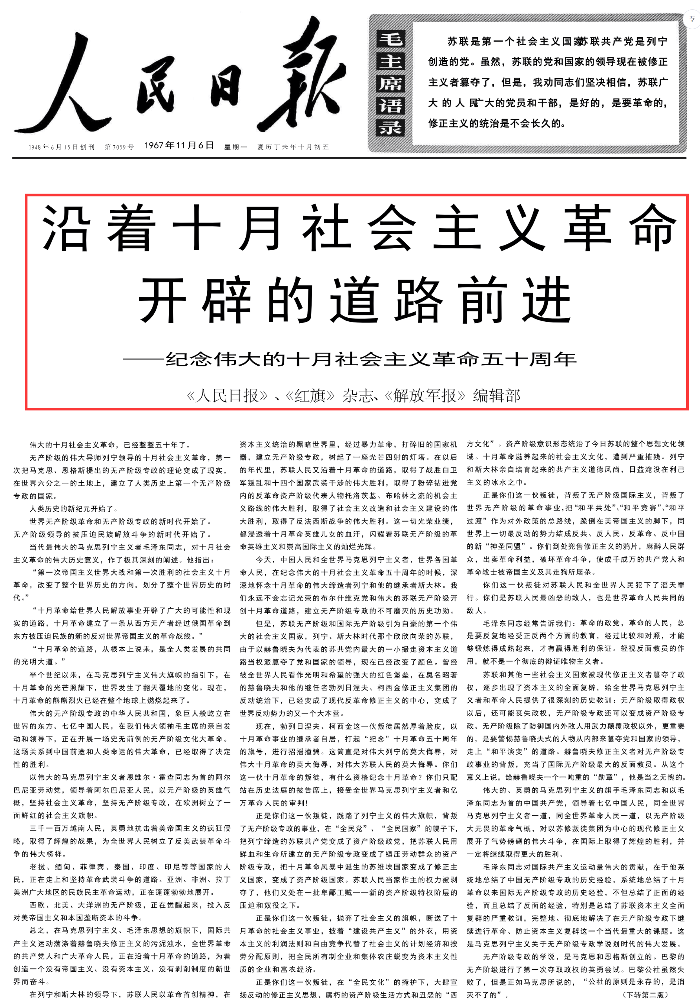 人民日報
1948年6月15日创刊 第7059号 1967年11月6日 星期一 夏历丁未年十月初五
毛主席语录
苏联是第一个社会主义国家苏联共产党是列宁
创造的党。虽然，苏联的党和国家的领导现在被修正
主义者篡夺了，但是，我劝同志们坚决相信，苏联广
大的人民广大的党员和干部，是好的，是要革命的，
修正主义的统治是不会长久的。
沿着十月社会主义革命
开辟的道路前进
——纪念伟大的十月社会主义革命五十周年
《人民日报》、《红旗》杂志、《解放军报》编辑部
伟大的十月社会主义革命，已经整整五十年了。
无产阶级的伟大导师列宁领导的十月社会主义革命，第一
次把马克思、恩格斯提出的无产阶级专政的理论变成了现实，
在世界六分之一的土地上，建立了人类历史上第一个无产阶级
专政的国家。
人类历史的新纪元开始了。
世界无产阶级革命和无产阶级专政的新时代开始了。
无产阶级领导的被压迫民族解放斗争的新时代开始了。
当代最伟大的马克思列宁主义者毛泽东同志，对十月社会
主义革命的伟大历史意义，作了极其深刻的阐述。他指出：
“第一次帝国主义世界大战和第一次胜利的社会主义十月
革命，改变了整个世界历史的方向，划分了整个世界历史的时
代。”
“十月革命给世界人民解放事业开辟了广大的可能性和现
实的道路，十月革命建立了一条从西方无产者经过俄国革命到
东方被压迫民族的新的反对世界帝国主义的革命战线。”
“十月革命的道路，从根本上说来，是全人类发展的共同
的光明大道。”
半个世纪以来，在马克思列宁主义伟大旗帜的指引下，在
十月革命的光芒照耀下，世界发生了翻天覆地的变化。现在，
十月革命的熊熊烈火已经在整个地球上燃烧起来了。
伟大的无产阶级专政的中华人民共和国，象巨人般屹立在
世界的东方。七亿中国人民，在我们伟大领袖毛主席的亲自发
动和领导下，正在开展一场史无前例的无产阶级文化大革命。
这场关系到中国前途和人类命运的伟大革命，已经取得了决定
性的胜利。
以伟大的马克思列宁主义者恩维尔·霍查同志为首的阿尔
巴尼亚劳动党，领导着阿尔巴尼亚人民，以无产阶级的英雄气
概，坚持社会主义革命，坚持无产阶级专政，在欧洲树立了一
面鲜红的社会主义旗帜。
三千一百万越南人民，英勇地抗击着美帝国主义的疯狂侵
略，取得了辉煌的战果，为全世界人民树立了反美武装革命斗
争的伟大榜样。
老挝、缅甸、菲律宾、泰国、印度、印尼等等国家的人
民，正在走上和坚持革命武装斗争的道路。亚洲、非洲、拉丁
美洲广大地区的民族民主革命运动，正在蓬蓬勃勃地展开。
西欧、北美、大洋洲的无产阶级，正在觉醒起来，投入反
对美帝国主义和本国垄断资本的斗争。
总之，在马克思列宁主义、毛泽东思想的旗帜下，国际共
产主义运动荡涤着赫鲁晓夫修正主义的污泥浊水，全世界革命
的共产党人和广大革命人民，正在沿着十月革命的道路，为着
创造一个没有帝国主义、没有资本主义、没有剥削制度的新世
界而奋斗。
在列宁和斯大林的领导下，苏联人民以革命首创精神，在
资本主义统治的黑暗世界里，经过暴力革命，打碎旧的国家机
器，建立无产阶级专政，树起了一座光芒四射的灯塔。在以后
的年代里，苏联人民又沿着十月革命的道路，取得了战胜白卫
军叛乱和十四个国家武装干涉的伟大胜利，取得了粉碎钻进党
内的反革命资产阶级代表人物托洛茨基、布哈林之流的机会主
义路线的伟大胜利，取得了社会主义改造和社会主义建设的伟
大胜利，取得了反法西斯战争的伟大胜利。这一切光荣业绩，
都浸透着十月革命英雄儿女的血汗，闪耀着苏联无产阶级的革
命英雄主义和崇高国际主义的灿烂光辉。
今天，中国人民和全世界马克思列宁主义者，世界各国革
命人民，在纪念伟大的十月社会主义革命五十周年的时候，深
深地怀念十月革命的伟大缔造者列宁和他的继承者斯大林。我
们永远不会忘记光荣的布尔什维克党和伟大的苏联无产阶级开
创十月革命道路，建立无产阶级专政的不可磨灭的历史功勋。
但是，苏联无产阶级和国际无产阶级引为自豪的第一个伟
大的社会主义国家，列宁、斯大林时代那个欣欣向荣的苏联，
由于以赫鲁晓夫为代表的苏共党内最大的一小撮走资本主义道
路当权派篡夺了党和国家的领导，现在已经改变了颜色。曾经
被全世界人民看作光明和希望的强大的红色堡垒，在臭名昭著
的赫鲁晓夫和他的继任者勃列日涅夫、柯西金修正主义集团的
反动统治下，已经变成了现代反革命修正主义的中心，变成了
世界反动势力的又一个大本营。
现在，勃列日涅夫、柯西金这一伙叛徒居然厚着脸皮，以
十月革命事业的继承者自居，打起“纪念”十月革命五十周年
的旗号，进行招摇撞骗。这简直是对伟大列宁的莫大侮辱，对
伟大十月革命的莫大侮辱，对伟大苏联人民的莫大侮辱。你们
这一伙十月革命的叛徒，有什么资格纪念十月革命？你们只配
站在历史法庭的被告席上，接受全世界马克思列宁主义者和亿
万革命人民的审判！
正是你们这一伙叛徒，践踏了列宁主义的伟大旗帜，背叛
了无产阶级专政的事业，在“全民党”、“全民国家”的幌子下，
把列宁缔造的苏联共产党变成了资产阶级政党，把苏联人民用
鲜血和生命所建立的无产阶级专政变成了镇压劳动群众的资产
阶级专政，把十月革命风暴中诞生的苏维埃国家变成了修正主
义国家，变成了资产阶级国家。苏联人民当家作主的权力被剥
夺了，他们又处在一批卑鄙工贼——新的资产阶级特权阶层的
压迫和奴役之下。
正是你们这一伙叛徒，抛弃了社会主义的旗帜，断送了十
月革命的社会主义事业，披着“建设共产主义”的外衣，用资
本主义的利润法则和自由竞争代替了社会主义的计划经济和按
劳分配原则，把全民所有制企业和集体农庄蜕变为资本主义性
质的企业和富农经济。
正是你们这一伙叛徒，在“全民文化”的掩护下，大肆宣
扬反动的修正主义思想、腐朽的资产阶级生活方式和丑恶的“西
方文化”。资产阶级意识形态统治了今日苏联的整个思想文化领
域。十月革命滋养起来的社会主义文化，遭到严重摧残。列宁
和斯大林亲自培育起来的共产主义道德风尚，日益淹没在利己
主义的冰水之中。
正是你们这一伙叛徒，背叛了无产阶级国际主义，背叛了
世界无产阶级的革命事业，把“和平共处”、“和平竞赛”、“和平
过渡”作为对外政策的总路线，跪倒在美帝国主义的脚下，同
世界上一切最反动的势力结成反共、反人民、反革命、反中国
的新“神圣同盟”。你们到处兜售修正主义的鸦片，麻醉人民群
众，出卖革命利益，破坏革命斗争，使成千成万的共产党人和
革命战士被帝国主义及其走狗所屠杀。
你们这一伙叛徒对苏联人民和全世界人民犯下了滔天罪
行。你们是苏联人民最凶恶的敌人，也是世界革命人民共同的
敌人。
毛泽东同志经常告诉我们：革命的政党，革命的人民，总
是要反复地经受正反两个方面的教育，经过比较和对照，才能
够锻炼得成熟起来，才有赢得胜利的保证。轻视反面教员的作
用，就不是一个彻底的辩证唯物主义者。
苏联和其他一些社会主义国家被现代修正主义者篡夺了政
权，逐步出现了资本主义的全面复辟，给全世界马克思列宁主
义者和革命人民提供了很深刻的历史教训：无产阶级取得政权
以后，还可能丧失政权，无产阶级专政还可以变成资产阶级专
政。无产阶级除了防御国内外敌人用武力颠覆政权以外，更重要
的，是要警惕赫鲁晓夫式的人物从内部来篡夺党和国家的领导，
走上“和平演变”的道路。赫鲁晓夫修正主义者对无产阶级专
政事业的背叛，充当了国际无产阶级最大的反面教员。从这个
意义上说，给赫鲁晓夫一个一吨重的“勋章”，他是当之无愧的。
伟大的、英勇的马克思列宁主义的旗手毛泽东同志和以毛
泽东同志为首的中国共产党，领导着七亿中国人民，同全世界
马克思列宁主义者一道，同全世界革命人民一道，以无产阶级
大无畏的革命气概，对以苏修叛徒集团为中心的现代修正主义
展开了气势磅礴的伟大斗争，在国际上取得了辉煌的胜利，并
一定将继续取得更大的胜利。
毛泽东同志对国际共产主义运动最伟大的贡献，在于他系
统地总结了中国无产阶级专政的历史经验，系统地总结了十月
革命以来国际无产阶级专政的历史经验，不但总结了正面的经
验，而且总结了反面的经验，特别是总结了苏联资本主义全面
复辟的严重教训，完整地、彻底地解决了在无产阶级专政下继
续进行革命、防止资本主义复辟这一个当代最重大的课题。这
是马克思列宁主义关于无产阶级专政学说划时代的伟大发展。
无产阶级专政的学说，是马克思和恩格斯创立的。巴黎的
无产阶级进行了第一次夺取政权的英勇尝试。巴黎公社虽然失
败了，但是正如马克思所说的，“公社的原则是永存的，是消
灭不了的”。（下转第二版）